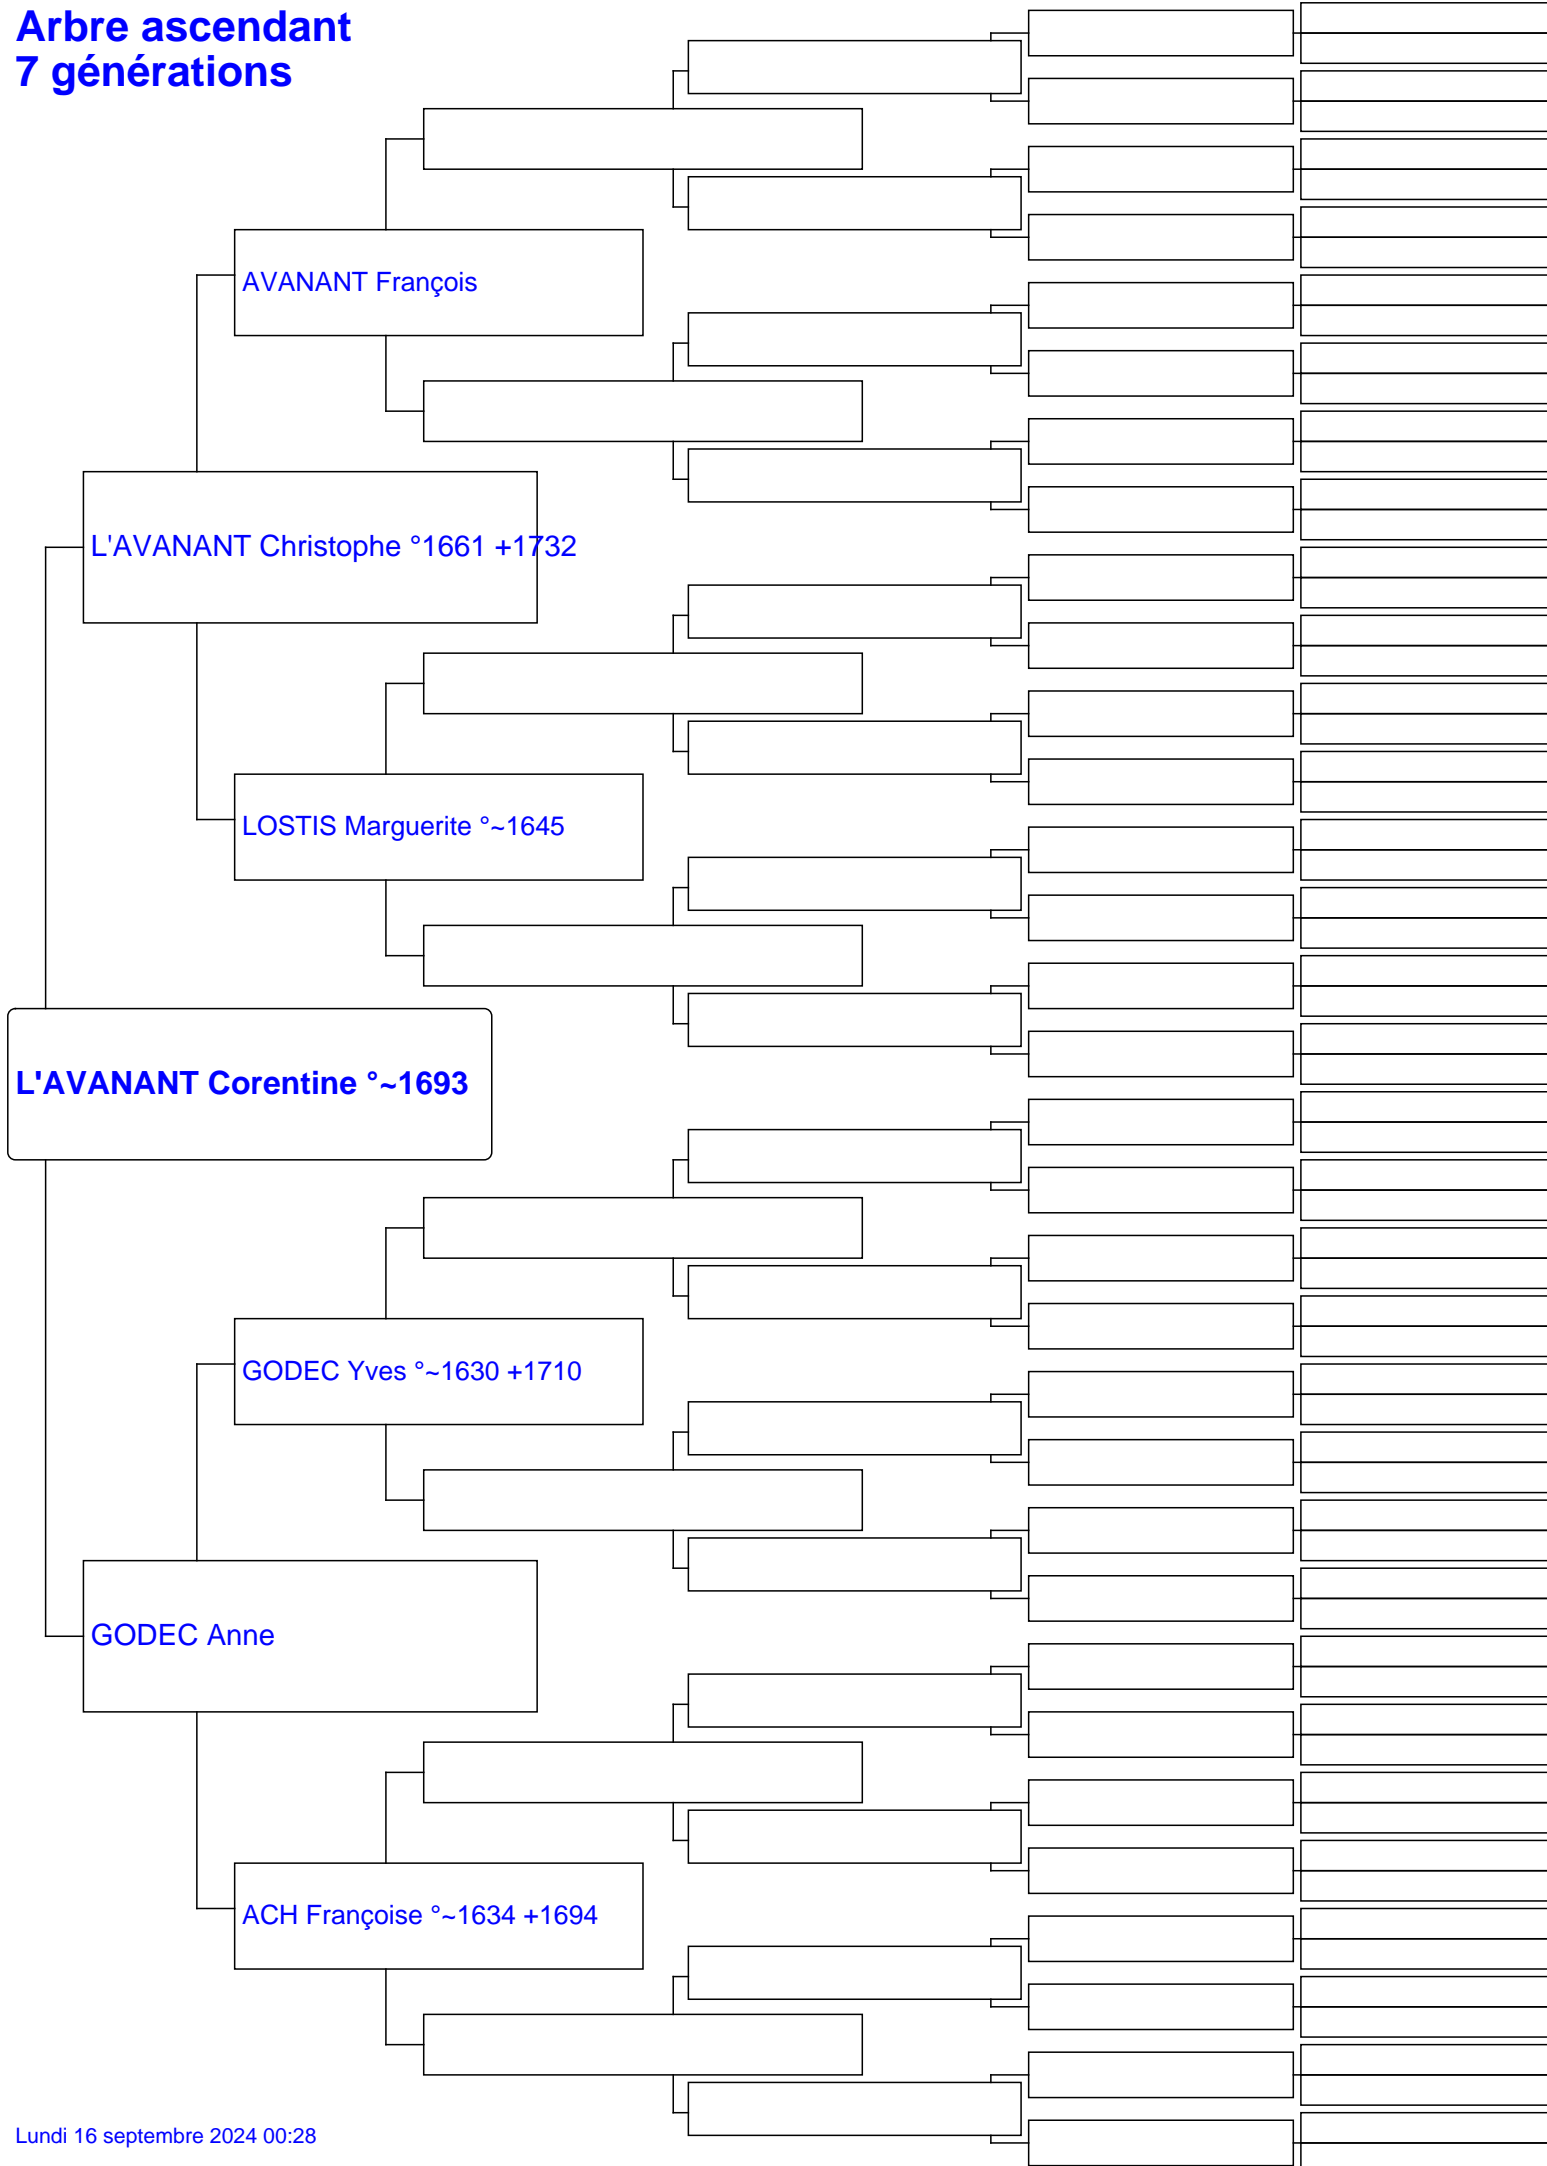 Arbre ascendant
7 générations
AVANANT François
L'AVANANT Christophe °1661 +1732
LOSTIS Marguerite °~1645
L'AVANANT Corentine °~1693
GODEC Yves °~1630 +1710
GODEC Anne
ACH Françoise °~1634 +1694
Lundi 16 septembre 2024 00:28